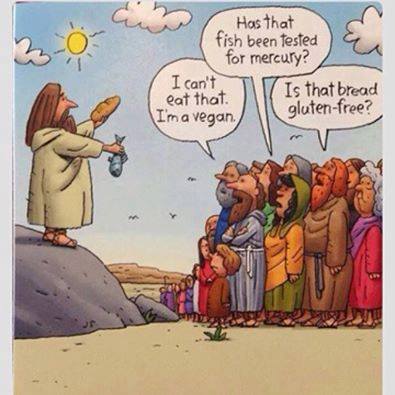 I can't
eat that.
I'm a vegan.
Has that
fish been tested
for mercury?
Is that bread
gluten-free?